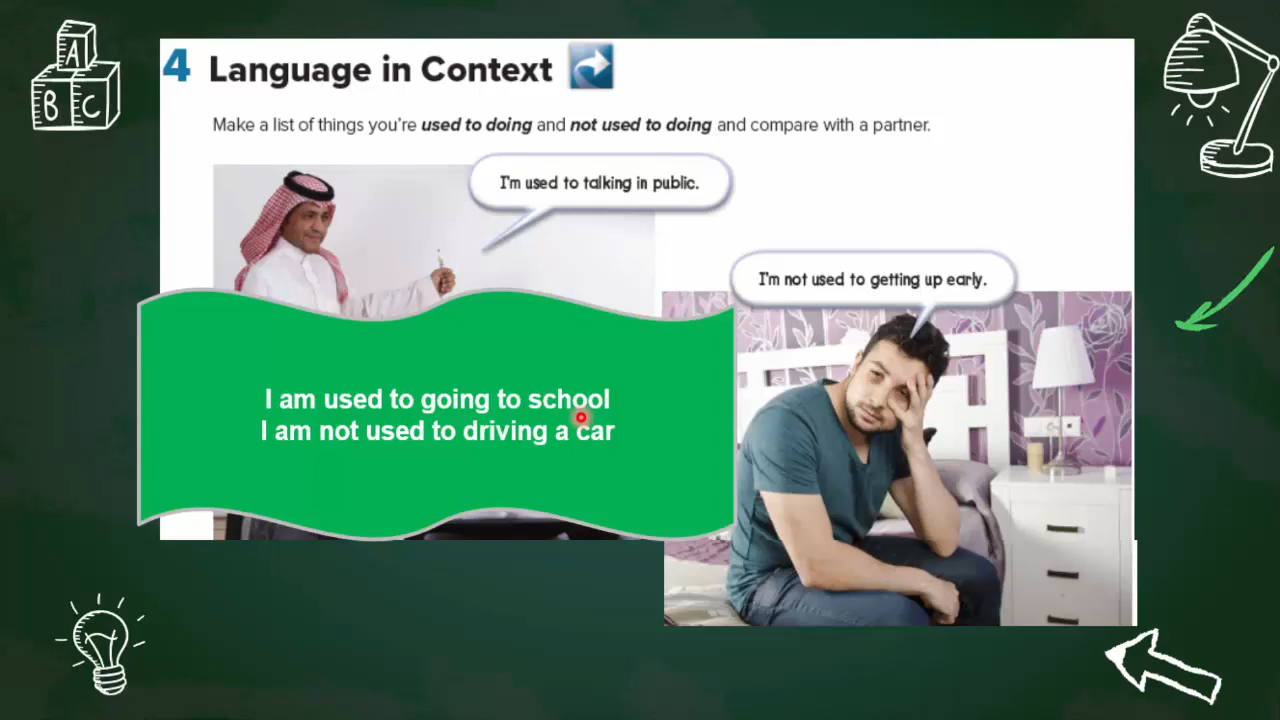 A
B C
4 Language in Context
Make a list of things you're used to doing and not used to doing and compare with a partner.
I'm used to talking in public.
I'm not used to getting up early.
I am used to going to school
I am not used to driving a car